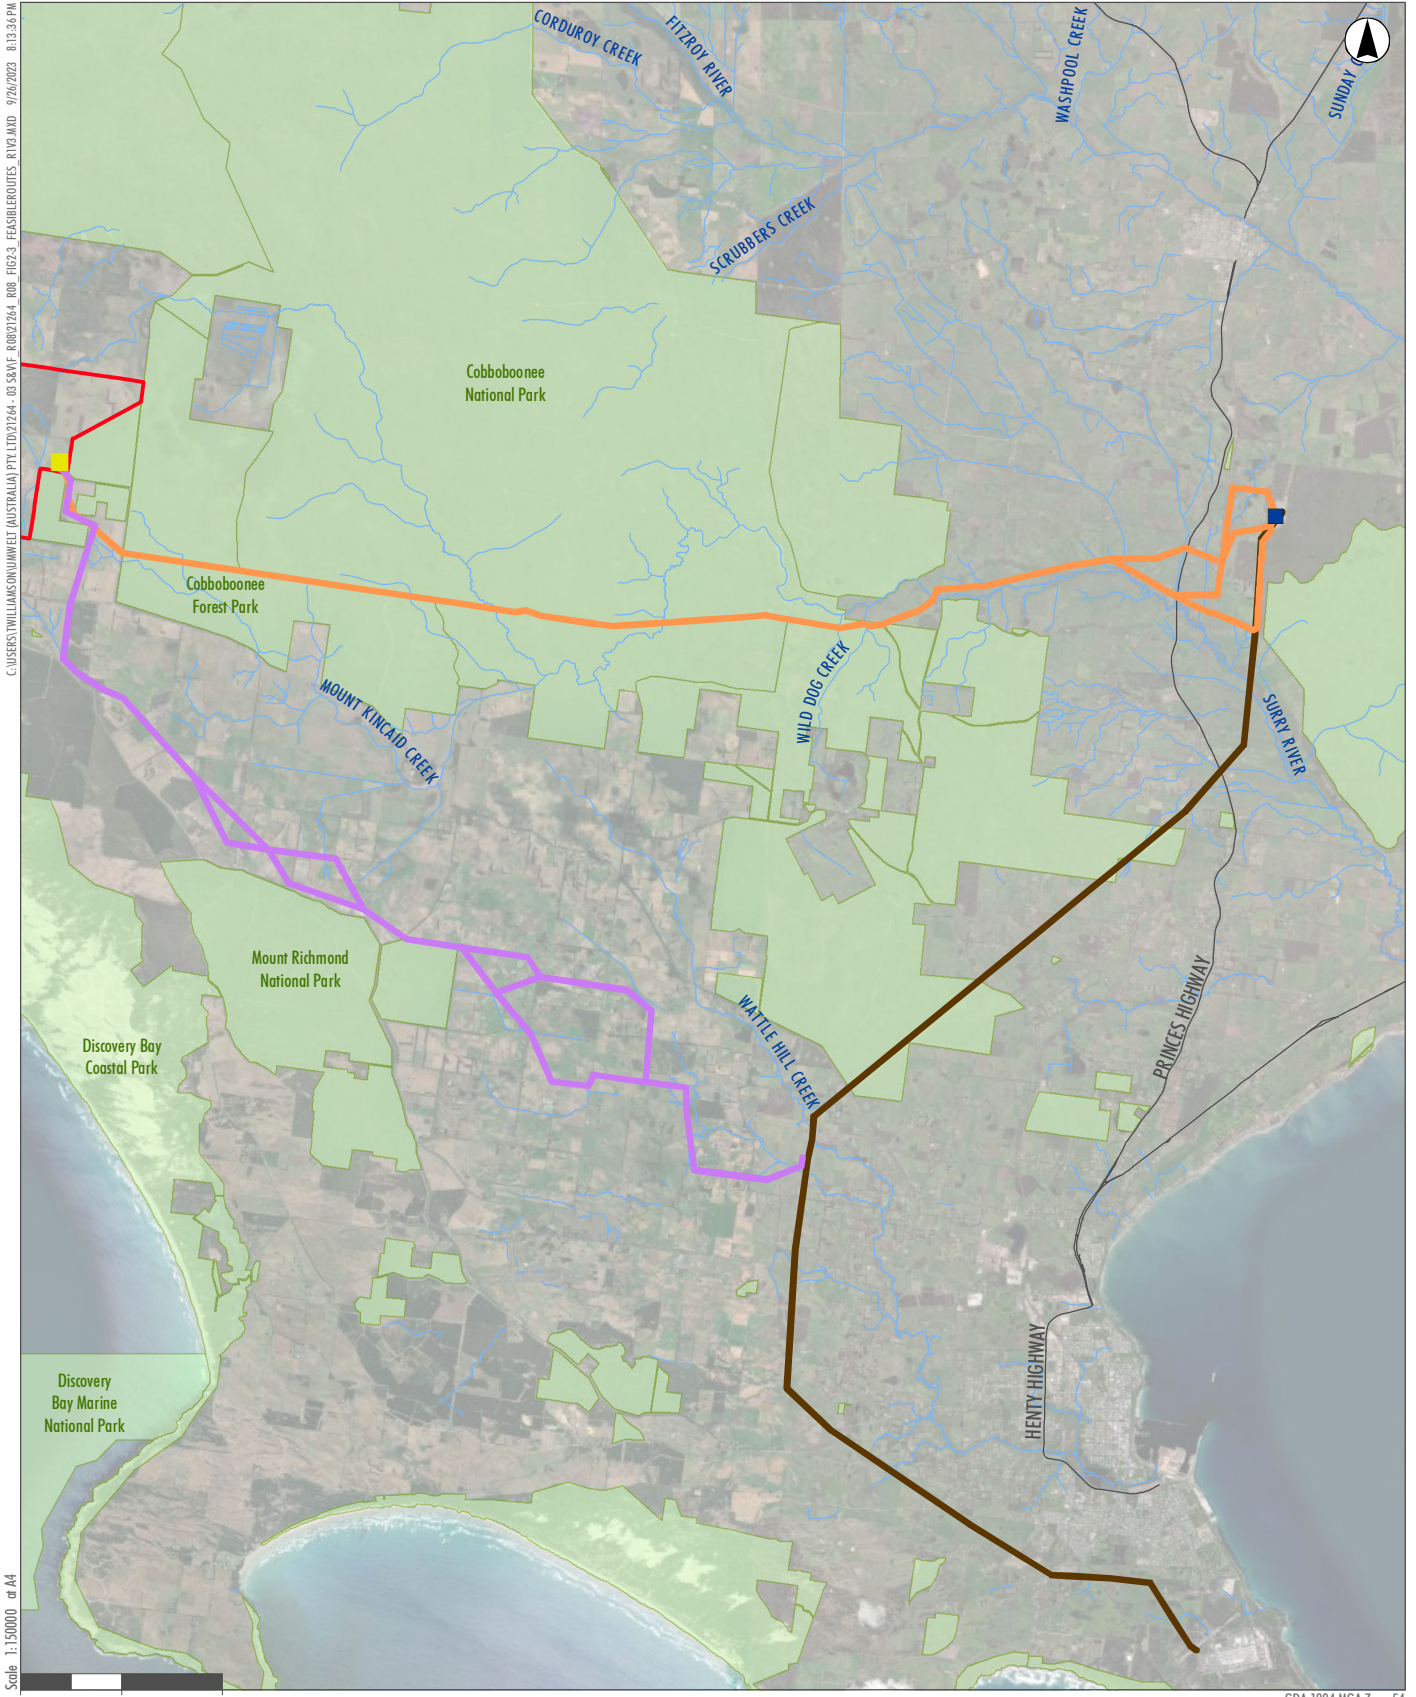 C:\USERS\TWILLIAMSON\UMWELT (AUSTRALIA) PTY. LTD\21264 - 03 S&V\F_R08\21264_R08_FIG2-3_FEASIBLEROUTES_R1V3.MXD 9/26/2023 8:13:36 PM
CORDUROY CREEK
FITZROY RIVER
WASHPOOL CREEK
SUNDAY
SCRUBBERS CREEK
Cobboboonee
National Park
Cobboboonee
Forest Park
MOUNT KINCAID CREEK
WILD DOG CREEK
SURRY RIVER
Mount Richmond
National Park
WATTLE HILL CREEK
PRINCES HIGHWAY
Discovery Bay
Coastal Park
HENTY HIGHWAY
Discovery
Bay Marine
National Park
Scale 1:150000 at A4